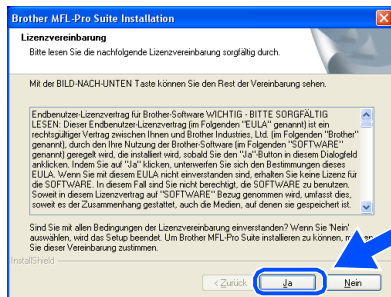 Brother MFL-Pro Suite Installation
Lizenzvereinbarung
Bitte lesen Sie die nachfolgende Lizenzvereinbarung sorgfältig durch.
Mit der BILD-NACH-UNTEN Taste können Sie den Rest der Vereinbarung sehen.
Endbenutzer-Lizenzvertrag für Brother-Software WICHTIG - BITTE SORGFÄLTIG
LESEN: Dieser Endbenutzer-Lizenzvertrag (im Folgenden "EULA" genannt) ist ein
rechtsgültiger Vertrag zwischen Ihnen und Brother Industries, Ltd. (im Folgenden "Brother"
genannt), durch den Ihre Nutzung der Brother-Software (im Folgenden "SOFTWARE"
genannt) geregelt wird, die installiert wird, sobald Sie den "Ja"-Button in diesem Dialogfeld
anklicken. Indem Sie auf "Ja" klicken, unterwerfen Sie sich den Bestimmungen dieses
EULA. Wenn Sie mit diesem EULA nicht einverstanden sind, erhalten Sie keine Lizenz für
die SOFTWARE. In diesem Fall sind Sie nicht berechtigt, die SOFTWARE zu benutzen.
Soweit in diesem Lizenzvertrag auf "SOFTWARE" Bezug genommen wird, umfasst dies,
soweit es der Zusammenhang gestattet, auch die Medien, auf denen sie gespeichert ist.
Sind Sie mit allen Bedingungen der Lizenzvereinbarung einverstanden? Wenn Sie 'Nein'
auswählen, wird das Setup beendet. Um Brother MFL-Pro Suite installieren zu können,
Sie dieser Vereinbarung zustimmen.
InstallShield
< Zurück Ja Nein